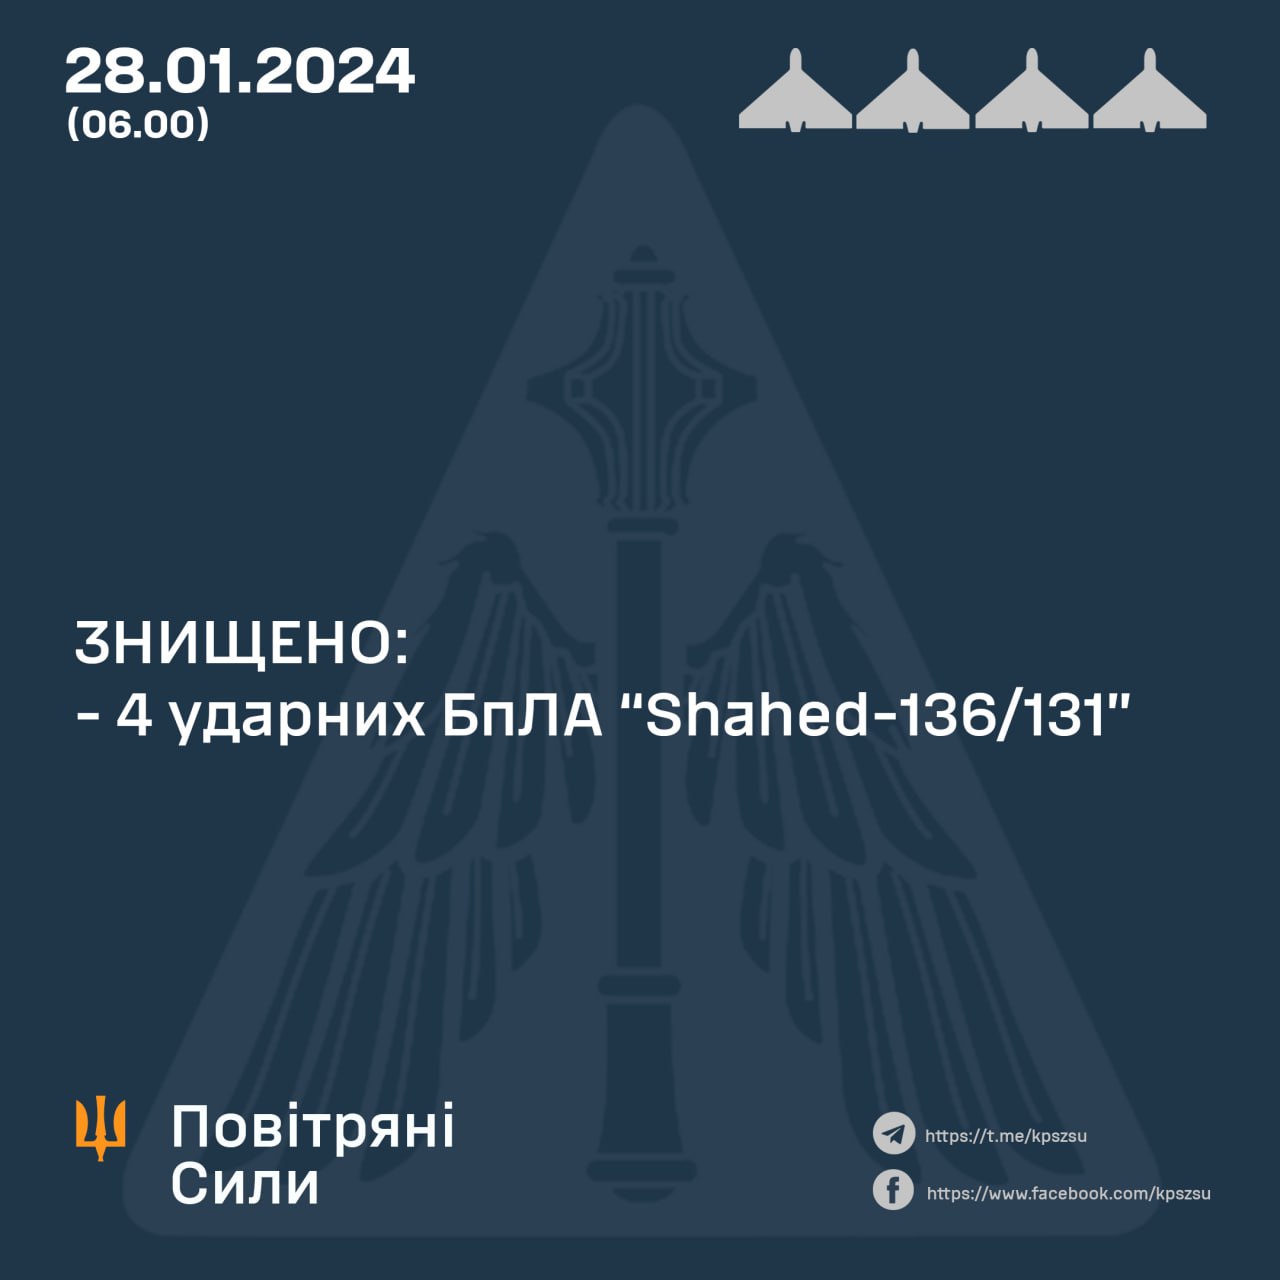 28.01.2024
(06.00)
ЗНИЩЕНО:
- 4 ударних БпЛА “Shahed-136/131”
Повітряні
Сили
https://t.me/kpszsu
https://www.facebook.com/kpszsu